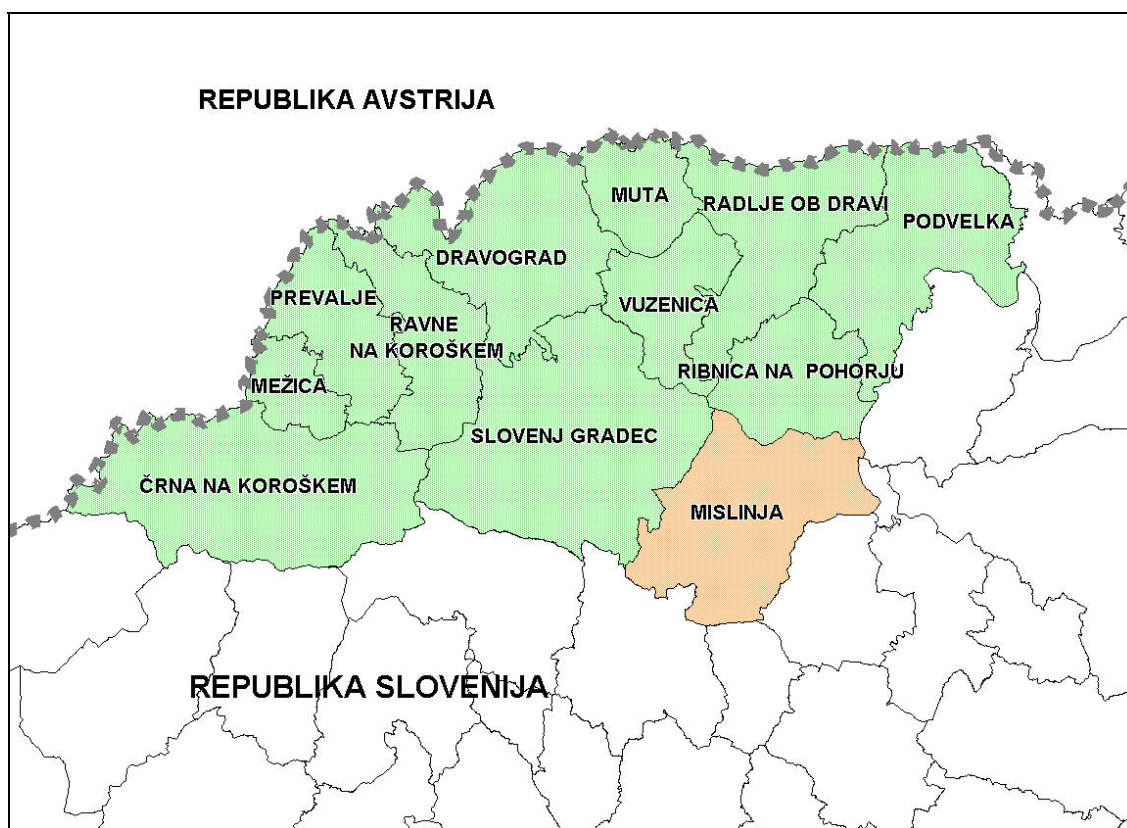 REPUBLIKA AVSTRIJA
MUTA
RADLJE OB DRAVI
PODVELKA
DRAVOGRAD
PREVALJE
VUZENICA
RAVNE
NA KOROŠKEM
MEŽICA
RIBNICA NA POHORJU
SLOVENJ GRADEC
ČRNA NA KOROŠKEM
MISLINJA
REPUBLIKA SLOVENIJA